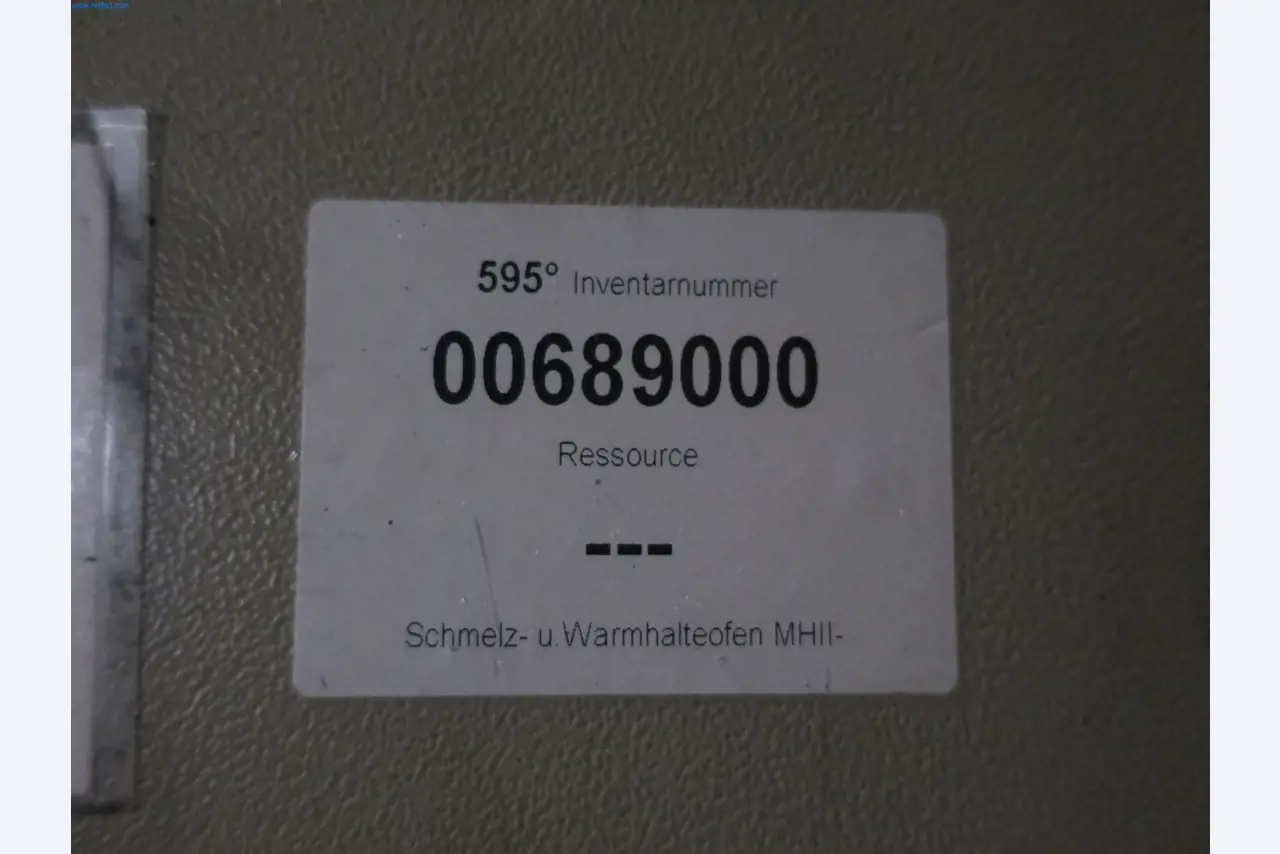 595° Inventarnummer
00689000
Ressource
---
Schmelz- u.Warmhalteofen MHII-